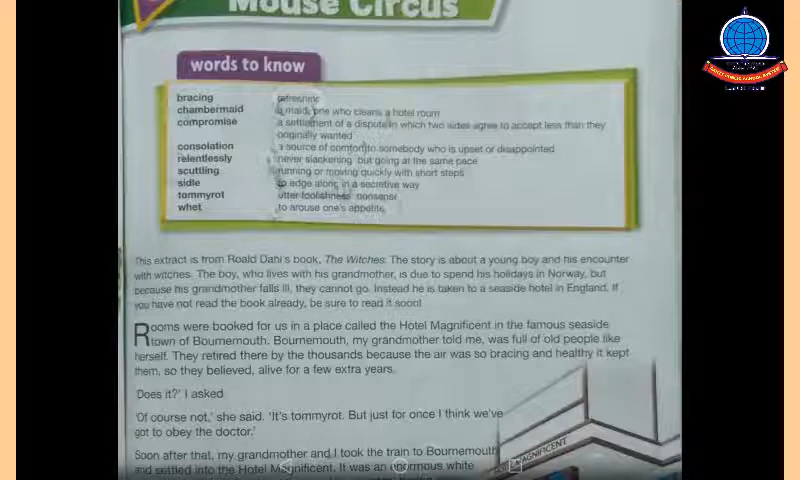 Mouse Circus
words to know
bracing refreshing
chambermaid a maid, one who cleans a hotel room
compromise a settlement of a dispute in which two sides agree to accept less than they
originally wanted
consolation a source of comfort to somebody who is upset or disappointed
relentlessly never slackening but going at the same pace
scuttling running or moving quickly with short steps
sidle to edge along in a secretive way
tommyrot utter foolishness nonsense
whet to arouse one's appetite
This extract is from Roald Dahl's book, The Witches. The story is about a young boy and his encounter
with witches. The boy, who lives with his grandmother, is due to spend his holidays in Norway, but
because his grandmother falls ill, they cannot go. Instead he is taken to a seaside hotel in England. If
you have not read the book already, be sure to read it soon!
Rooms were booked for us in a place called the Hotel Magnificent in the famous seaside
town of Bournemouth. Bournemouth, my grandmother told me, was full of old people like
herself. They retired there by the thousands because the air was so bracing and healthy it kept
them, so they believed, alive for a few extra years.
'Does it?' I asked
'Of course not,' she said. 'It's tommyrot. But just for once I think we've
got to obey the doctor.'
Soon after that, my grandmother and I took the train to Bournemouth
and settled into the Hotel Magnificent. It was an enormous white
MAGNIFICENT